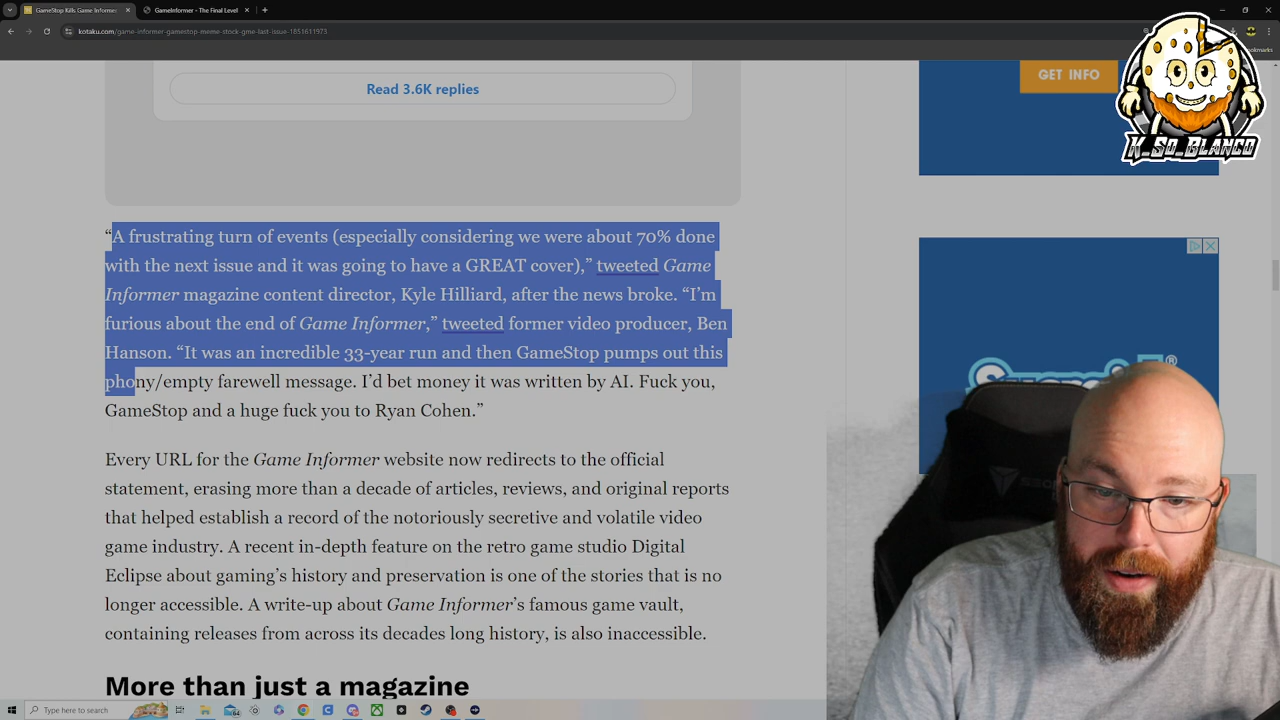 GameStop Kills Game Informer
GameInformer - The Final Level
kotaku.com/game-informer-gamestop-meme-stock-gme-last-issue-1851611973
ookmarks
Read 3.6K replies
GET INFO
K_So_Blanco
“A frustrating turn of events (especially considering we were about 70% done
with the next issue and it was going to have a GREAT cover),” tweeted Game
Informer magazine content director, Kyle Hilliard, after the news broke. “I’m
furious about the end of Game Informer,” tweeted former video producer, Ben
Hanson. “It was an incredible 33-year run and then GameStop pumps out this
phony/empty farewell message. I’d bet money it was written by AI. Fuck you,
GameStop and a huge fuck you to Ryan Cohen.”
Every URL for the Game Informer website now redirects to the official
statement, erasing more than a decade of articles, reviews, and original reports
that helped establish a record of the notoriously secretive and volatile video
game industry. A recent in-depth feature on the retro game studio Digital
Eclipse about gaming’s history and preservation is one of the stories that is no
longer accessible. A write-up about Game Informer’s famous game vault,
containing releases from across its decades long history, is also inaccessible.
More than just a magazine
Type here to search